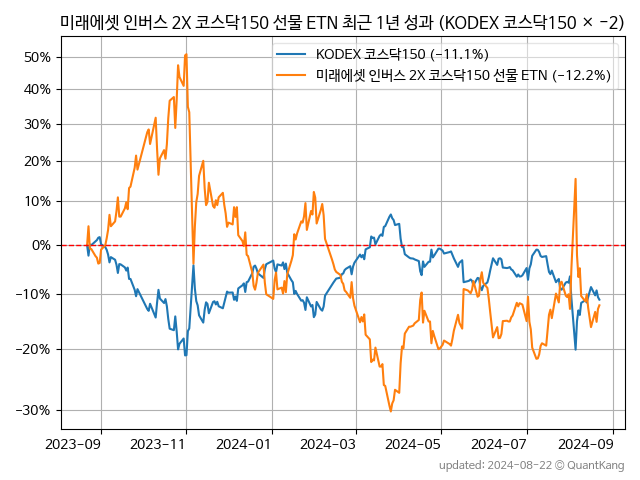 미래에셋 인버스 2X 코스닥150 선물 ETN 최근 1년 성과 (KODEX 코스닥150 × -2)
KODEX 코스닥150 (-11.1%)
미래에셋 인버스 2X 코스닥150 선물 ETN (-12.2%)
50%
40%
30%
20%
10%
0%
-10%
-20%
-30%
2023-09 2023-11 2024-01 2024-03 2024-05 2024-07 2024-09
updated: 2024-08-22 © QuantKang